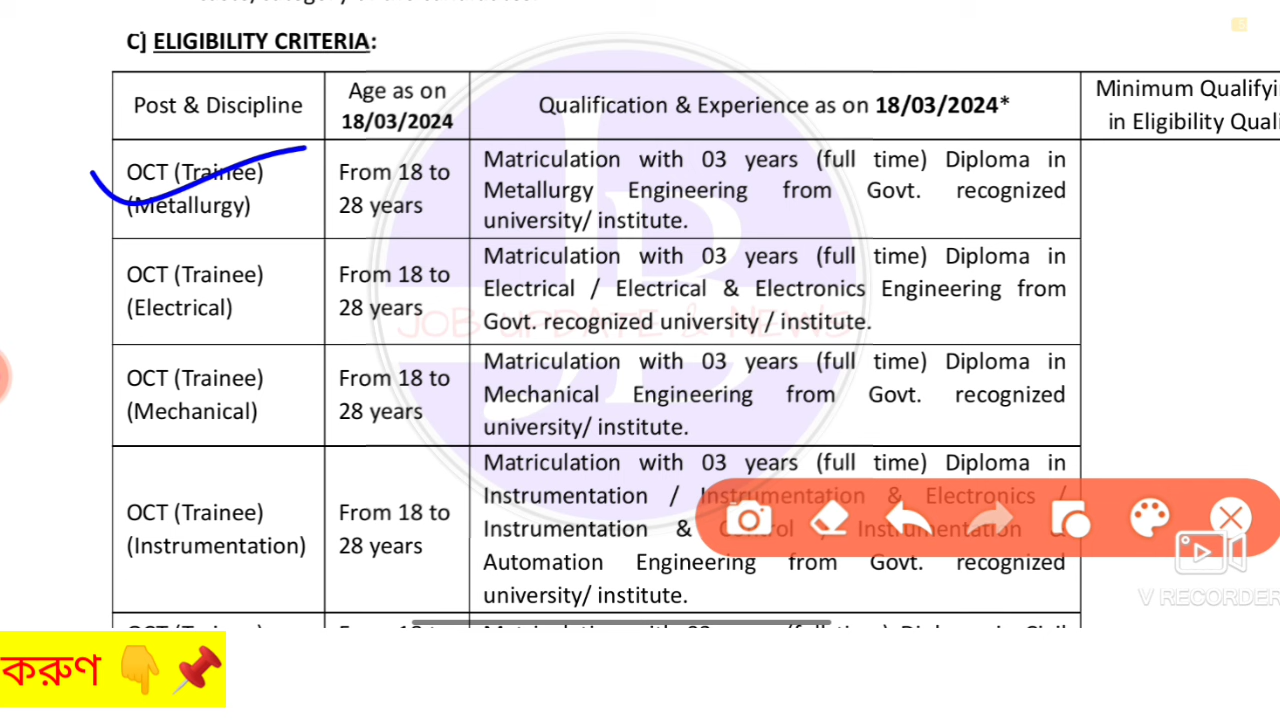 C) ELIGIBILITY CRITERIA:
Post & Discipline
Age as on
18/03/2024
Qualification & Experience as on 18/03/2024*
Minimum
in Eligibility
OCT (Trainee)
(Metallurgy)
From 18 to
28 years
Matriculation with 03 years (full time) Diploma in
Metallurgy Engineering from Govt. recognized
university/ institute.
OCT (Trainee)
(Electrical)
From 18 to
28 years
Matriculation with 03 years (full time) Diploma in
Electrical / Electrical & Electronics Engineering from
Govt. recognized university / institute.
JOB UPDATE & NEWS
OCT (Trainee)
(Mechanical)
From 18 to
28 years
Matriculation with 03 years (full time) Diploma in
Mechanical Engineering from Govt. recognized
university/ institute.
OCT (Trainee)
(Instrumentation)
From 18 to
28 years
Matriculation with 03 years (full time) Diploma in
Instrumentation / Instrumentation & Electronics /
Instrumentation & Control / Instrumentation &
Automation Engineering from Govt. recognized
university/ institute.
V RECORDER
করুণ